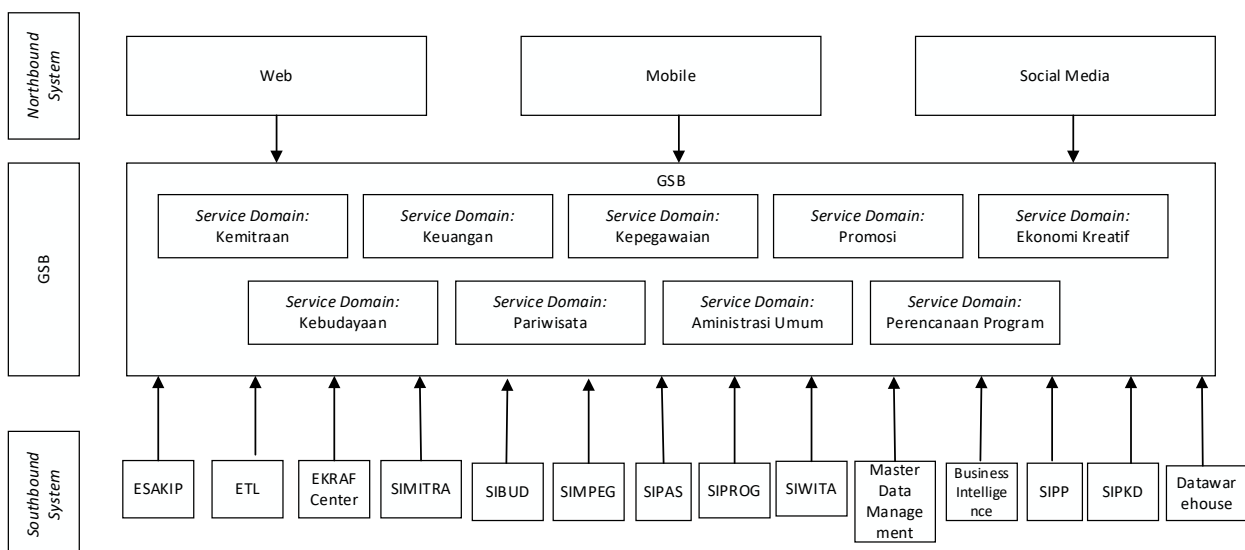 Northbound
System
Web
Mobile
Social Media
GSB
GSB
Service Domain:
Kemitraan
Service Domain:
Keuangan
Service Domain:
Kepegawaian
Service Domain:
Promosi
Service Domain:
Ekonomi Kreatif
Service Domain:
Kebudayaan
Service Domain:
Pariwisata
Service Domain:
Aministrasi Umum
Service Domain:
Perencanaan Program
Southbound
System
ESAKIP
ETL
EKRAF
Center
SIMITRA
SIBUD
SIMPEG
SIPAS
SIPROG
SIWITA
Master
Data
Manage
ment
Business
Intellige
nce
SIPP
SIPKD
Datawar
ehouse